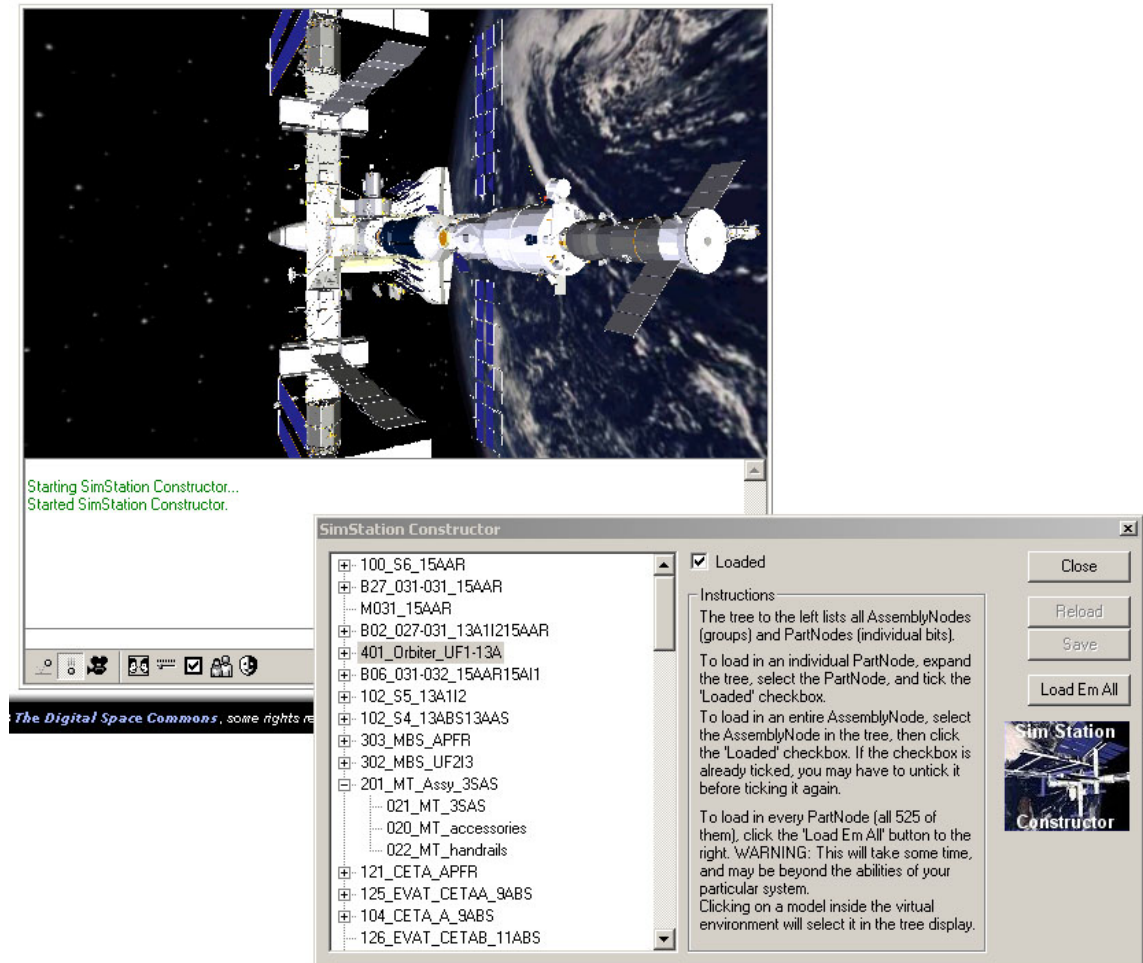 Starting SimStation Constructor...
Started SimStation Constructor.
The Digital Space Commons, some rights re
SimStation Constructor
100_S6_15AAR
B27_031-031_15AAR
M031_15AAR
B02_027-031_13A1I215AAR
401_Orbiter_UF1-13A
B06_031-032_15AAR15AI1
102_S5_13A1I2
102_S4_13ABS13AAS
303_MBS_APFR
302_MBS_UF2I3
201_MT_Assy_3SAS
021_MT_3SAS
020_MT_accessories
022_MT_handrails
121_CETA_APFR
125_EVAT_CETAA_9ABS
104_CETA_A_9ABS
126_EVAT_CETAB_11ABS
Loaded
Instructions
The tree to the left lists all AssemblyNodes
(groups) and PartNodes (individual bits).
To load in an individual PartNode, expand
the tree, select the PartNode, and tick the
'Loaded' checkbox.
To load in an entire AssemblyNode, select
the AssemblyNode in the tree, then click
the 'Loaded' checkbox. If the checkbox is
already ticked, you may have to untick it
before ticking it again.
To load in every PartNode (all 525 of
them), click the 'Load Em All' button to the
right. WARNING: This will take some time,
and may be beyond the abilities of your
particular system.
Clicking on a model inside the virtual
environment will select it in the tree display.
Close
Reload
Save
Load Em All
Sim Station
Constructor